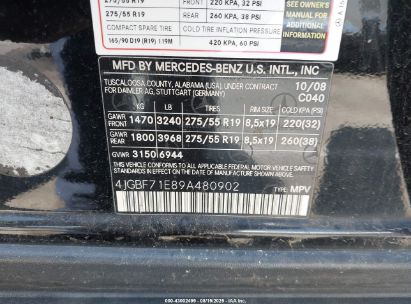 275/55 R19 FRONT 220 KPA, 32 PSI
275/55 R19 REAR 260 KPA, 38 PSI
COMPACT SPARE TIRE COLD TIRE INFLATION PRESSURE
165/90 D19 (R19) 119M 420 KPA, 60 PSI
SEE OWNER'S
MANUAL FOR
ADDITIONAL
INFORMATION
MFD BY MERCEDES-BENZ U.S. INTL., INC
TUSCALOOSA COUNTY, ALABAMA (USA) UNDER CONTRACT 10/08
FOR DAIMLER AG, STUTTGART (GERMANY) C040
KG LB TIRES RIM SIZE COLD KPA(PSI)
GAWR FRONT 1470 3240 275/55 R19 8,5x19 220(32)
GAWR REAR 1800 3968 275/55 R19 8,5x19 260(38)
GVWR 3150 6944
THIS VEHICLE CONFORMS TO ALL APPLICABLE FEDERAL MOTOR VEHICLE SAFETY STANDARDS IN EFFECT ON THE DATE OF MANUFACTURE SHOWN ABOVE.
4JGBF71E89A480902 TYPE: MPV